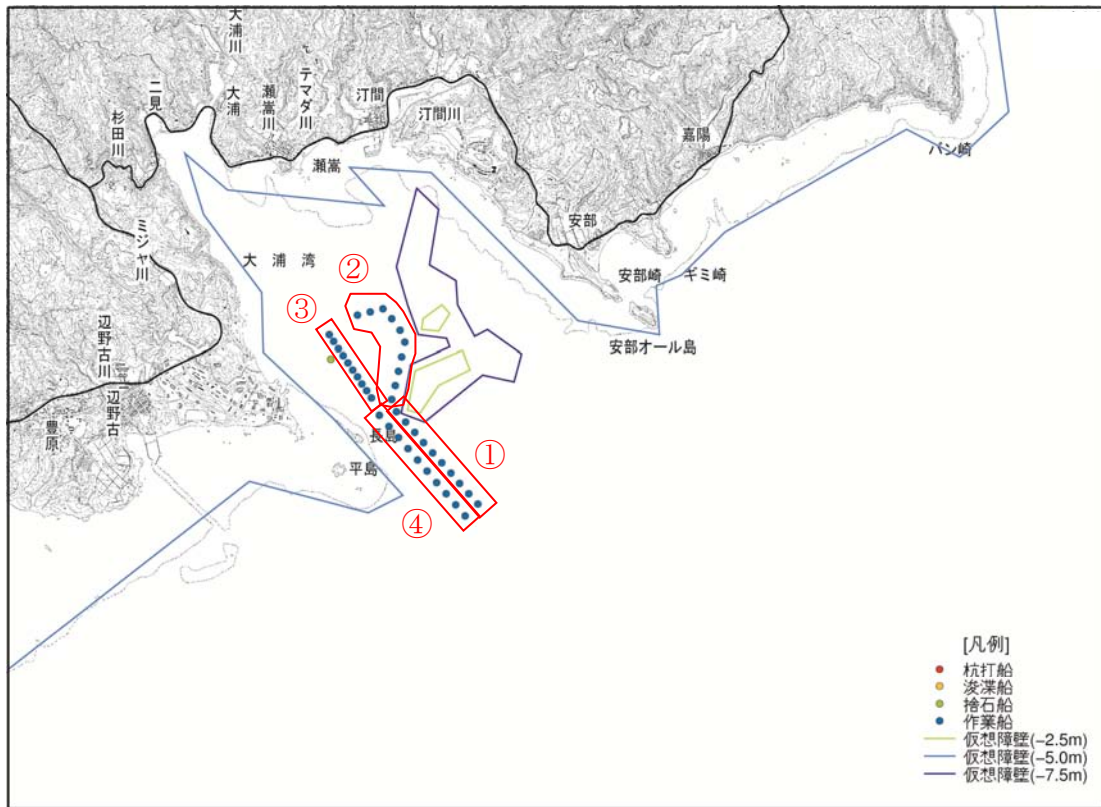 大浦川
大浦
瀬嵩川
テマダ川
汀間
汀間川
二見
杉田川
瀬嵩
嘉陽
バン崎
ミジャ川
安部
大浦湾
安部崎
ギミ崎
②
③
安部オール島
辺野古川
辺野古
豊原
長島
平島
①
④
[凡例]
杭打船
浚渫船
捨石船
作業船
仮想障壁(-2.5m)
仮想障壁(-5.0m)
仮想障壁(-7.5m)